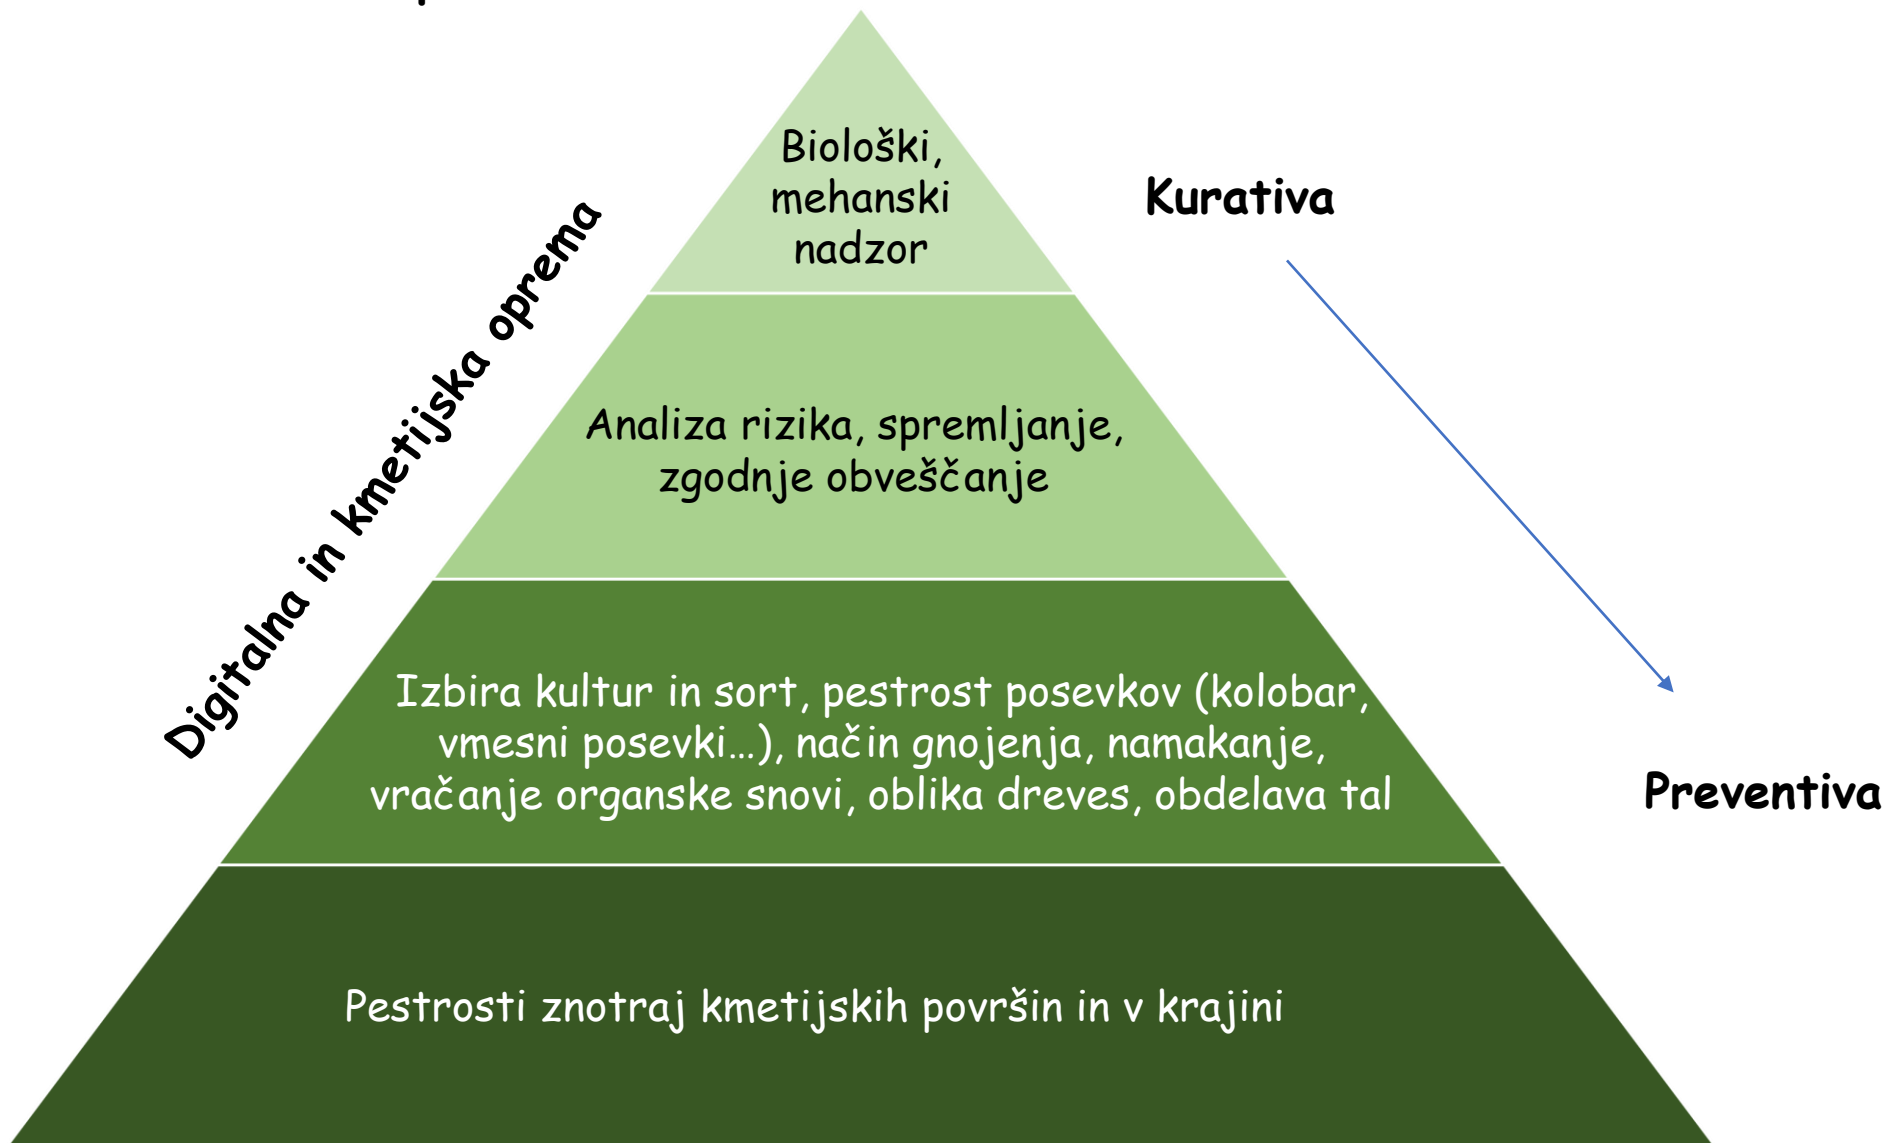 Biološki,
mehanski
nadzor
Kurativa
Digitalna in kmetijska oprema
Analiza rizika, spremljanje,
zgodnje obveščanje
Izbira kultur in sort, pestrost posevkov (kolobar,
vmesni posevki...), način gnojenja, namakanje,
vračanje organske snovi, oblika dreves, obdelava tal
Preventiva
Pestrosti znotraj kmetijskih površin in v krajini